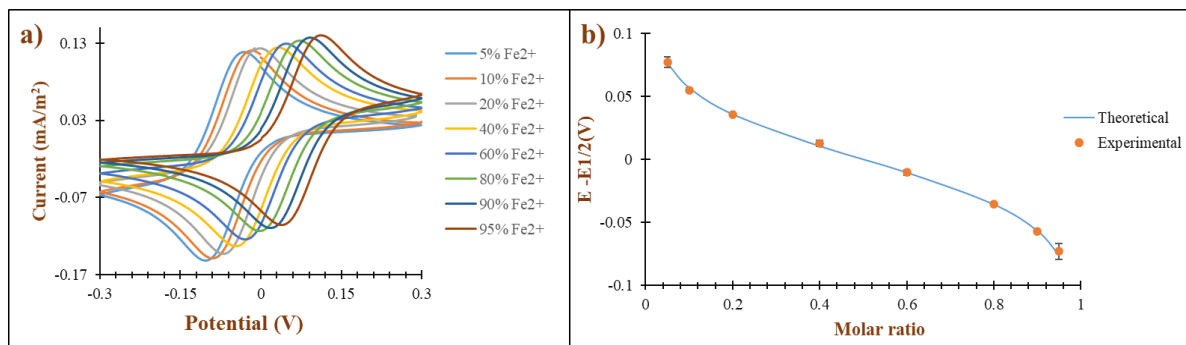 a)
Current (mA/m²)
0.13
0.03
-0.07
-0.17
-0.3
-0.15
0
0.15
0.3
Potential (V)
5% Fe2+
10% Fe2+
20% Fe2+
40% Fe2+
60% Fe2+
80% Fe2+
90% Fe2+
95% Fe2+
b)
E -E1/2(V)
0.1
0.05
0
-0.05
-0.1
0
0.2
0.4
0.6
0.8
1
Molar ratio
Theoretical
Experimental